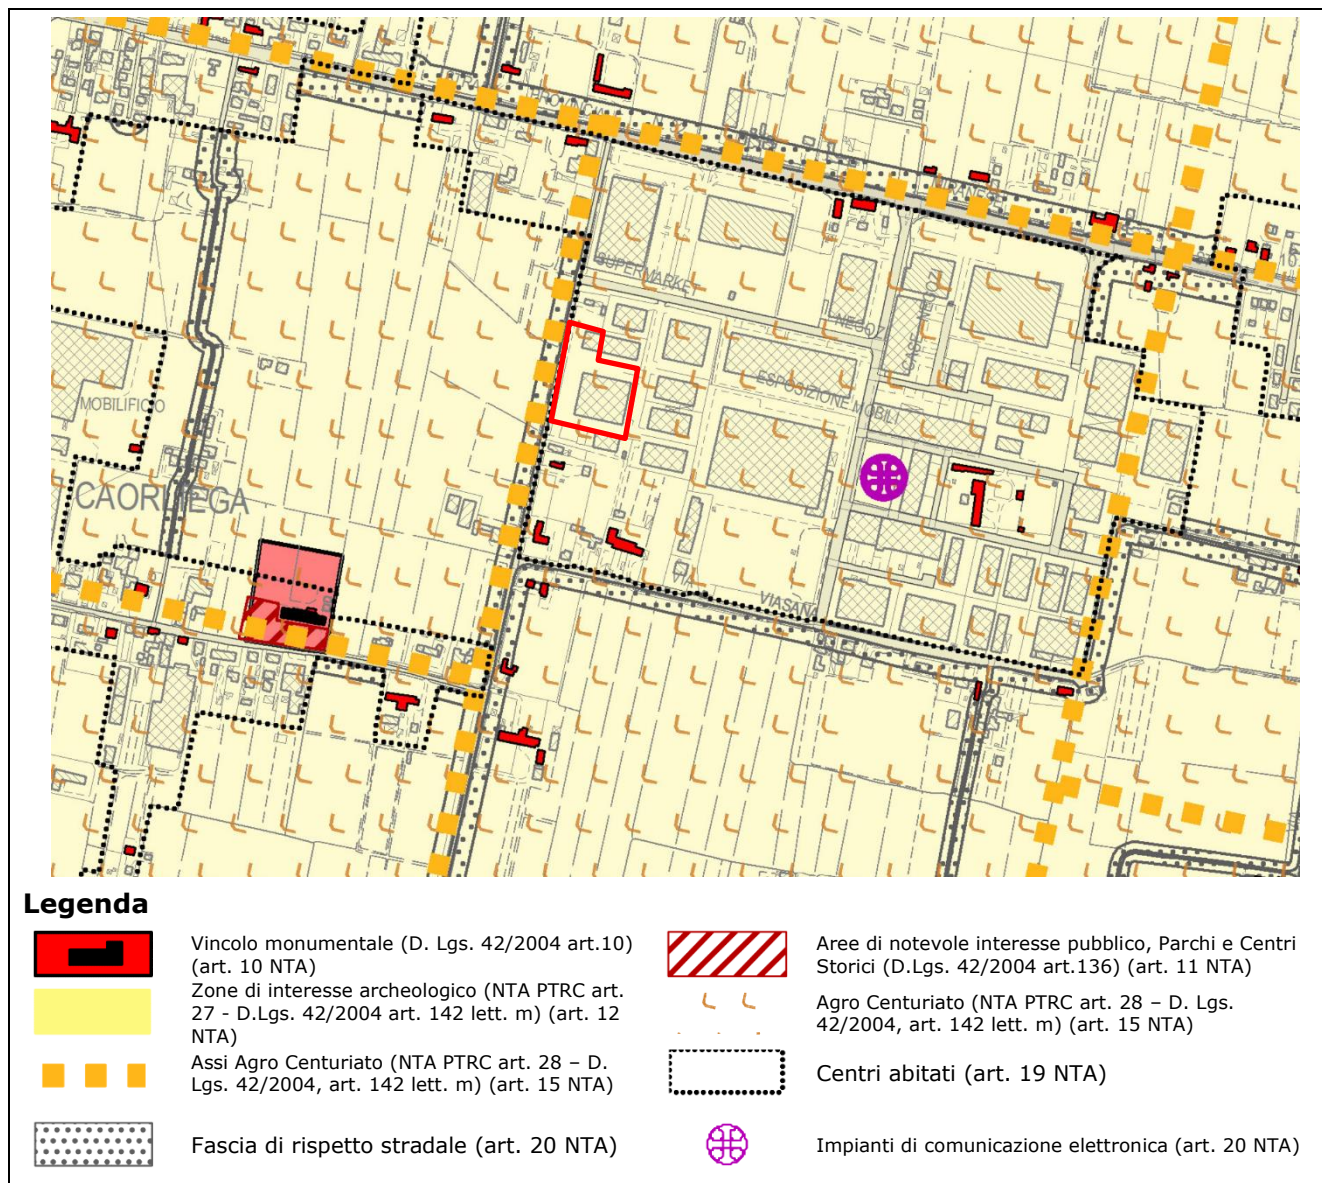 SUPERMARKET
NEGOZI
CASE NEGOZI
ESPOSIZIONE MOBILI
MOBILIFICIO
CAORLIEGA
VIASANA
Legenda
Vincolo monumentale (D. Lgs. 42/2004 art.10)
(art. 10 NTA)
Zone di interesse archeologico (NTA PTRC art.
27 - D.Lgs. 42/2004 art. 142 lett. m) (art. 12
NTA)
Assi Agro Centuriato (NTA PTRC art. 28 – D.
Lgs. 42/2004, art. 142 lett. m) (art. 15 NTA)
Fascia di rispetto stradale (art. 20 NTA)
Aree di notevole interesse pubblico, Parchi e Centri
Storici (D.Lgs. 42/2004 art.136) (art. 11 NTA)
Agro Centuriato (NTA PTRC art. 28 – D. Lgs.
42/2004, art. 142 lett. m) (art. 15 NTA)
Centri abitati (art. 19 NTA)
Impianti di comunicazione elettronica (art. 20 NTA)